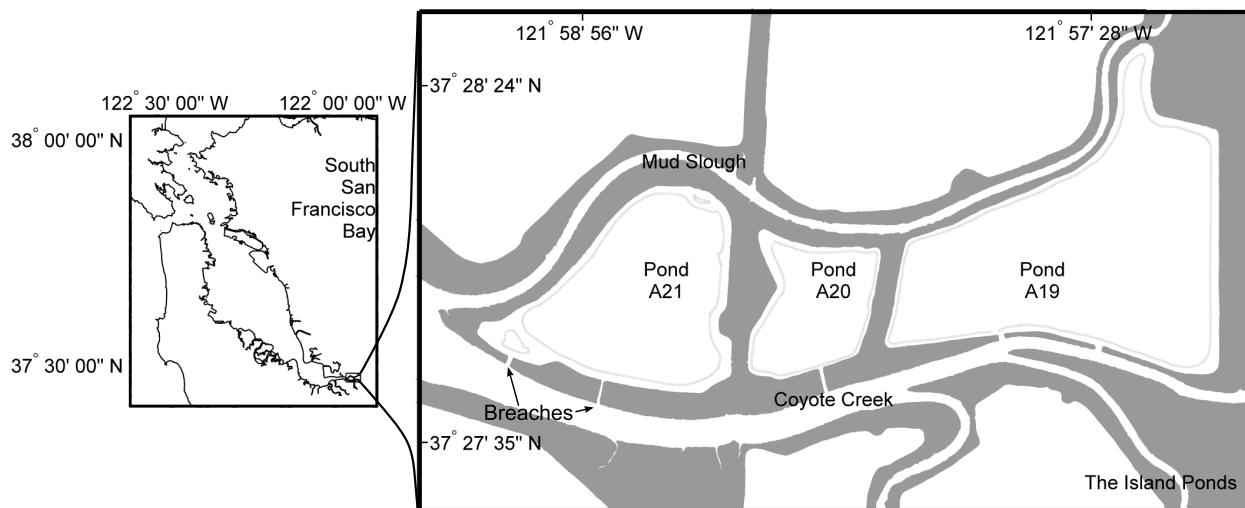 122° 30' 00'' W
122° 00' 00'' W
38° 00' 00'' N
South
San
Francisco
Bay
37° 30' 00'' N
121° 58' 56'' W
121° 57' 28'' W
37° 28' 24'' N
Mud Slough
Pond
A21
Pond
A20
Pond
A19
Breaches
Coyote Creek
37° 27' 35'' N
The Island Ponds